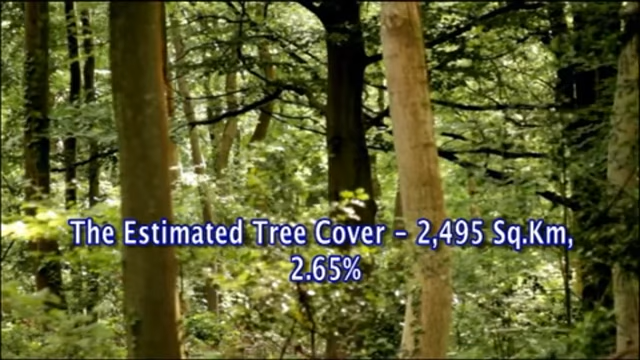 The Estimated Tree Cover – 2,495 Sq.Km,
2.65%